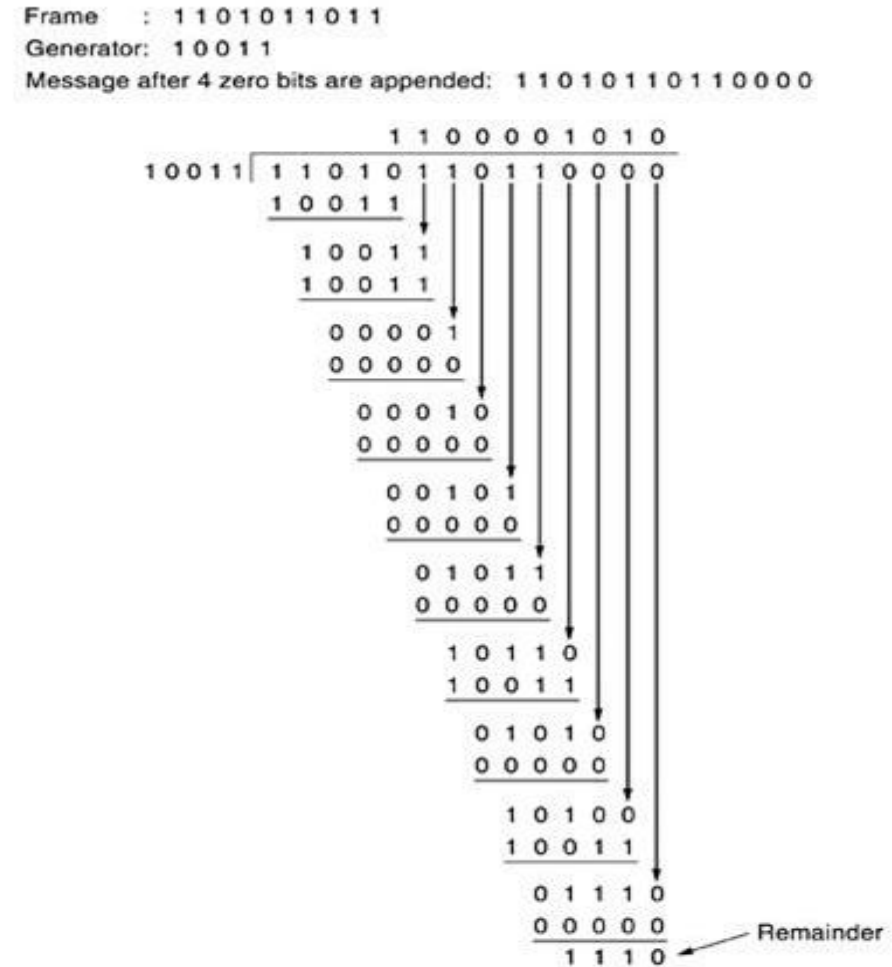 Frame : 1 1 0 1 0 1 1 0 1 1
Generator: 1 0 0 1 1
Message after 4 zero bits are appended: 1 1 0 1 0 1 1 0 1 1 0 0 0 0
1 1 0 0 0 0 1 0 1 0
1 0 0 1 1 1 1 0 1 0 1 1 0 1 1 0 0 0 0
1 0 0 1 1
1 0 0 1 1
1 0 0 1 1
0 0 0 0 1
0 0 0 0 0
0 0 0 1 0
0 0 0 0 0
0 0 1 0 1
0 0 0 0 0
0 1 0 1 1
0 0 0 0 0
1 0 1 1 0
1 0 0 1 1
0 1 0 1 0
0 0 0 0 0
1 0 1 0 0
1 0 0 1 1
0 1 1 1 0
0 0 0 0 0
1 1 1 0
Remainder